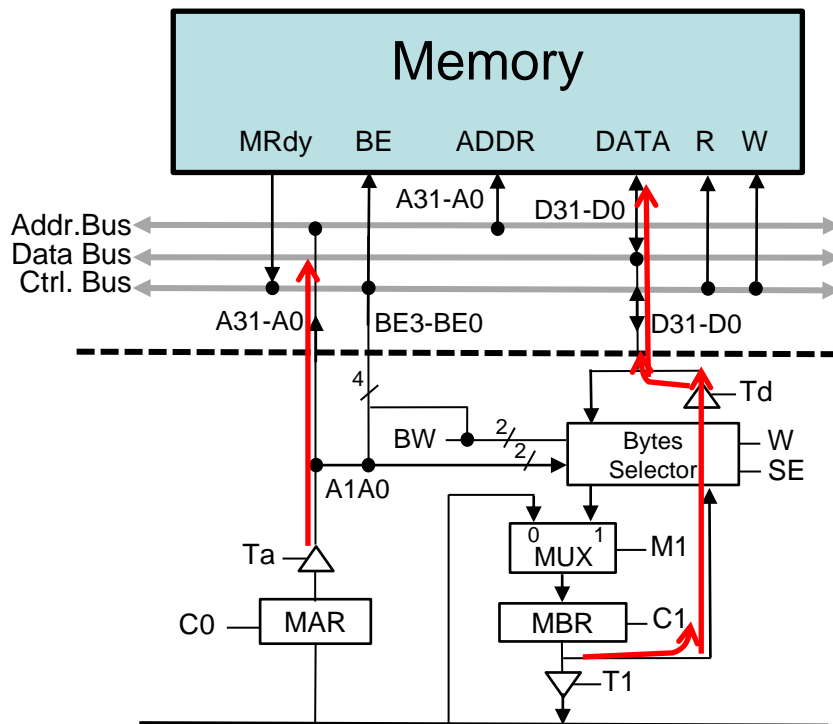 Memory
MRdy BE ADDR DATA R W
A31-A0 D31-D0
Addr.Bus
Data Bus
Ctrl. Bus
A31-A0 BE3-BE0 D31-D0
4 Td
BW 2 Bytes W
2 Selector SE
A1A0
0 1
Ta MUX M1
C0 MAR MBR C1
T1